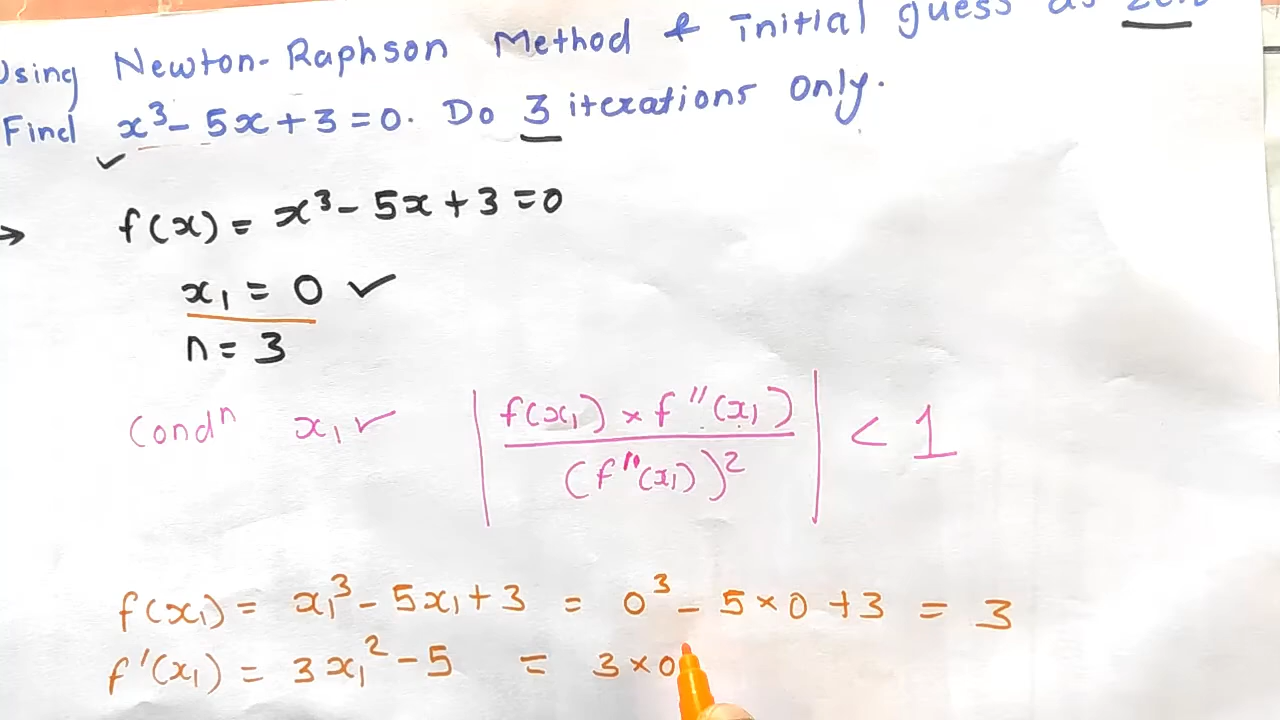 Using Newton-Raphson Method & initial guess as zero
Find x³ - 5x + 3 = 0. Do 3 iterations only.
→ f(x) = x³ - 5x + 3 = 0
x₁ = 0 ✓
n = 3
Condⁿ x₁ ✓ | f(x₁) × f''(x₁) / (f''(x₁))² | < 1
f(x₁) = x₁³ - 5x₁ + 3 = 0³ - 5 × 0 + 3 = 3
f'(x₁) = 3x₁² - 5 = 3 × 0